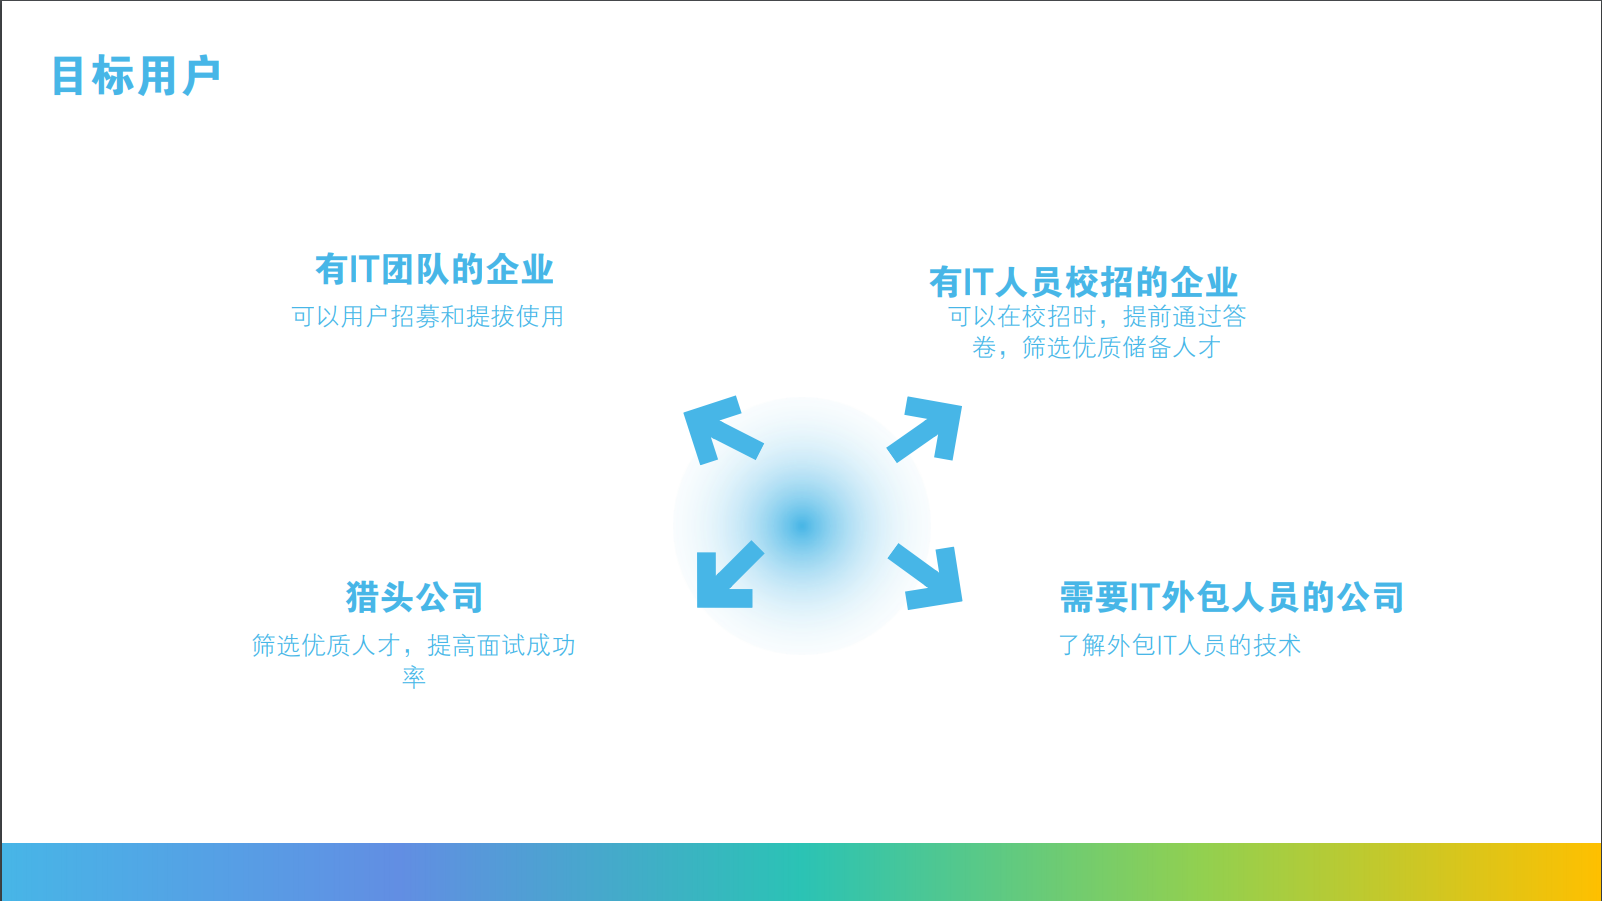 目标用户
有IT团队的企业
可以用户招募和提拔使用
有IT人员校招的企业
可以在校招时，提前通过答
卷，筛选优质储备人才
猎头公司
筛选优质人才，提高面试成功
率
需要IT外包人员的公司
了解外包IT人员的技术